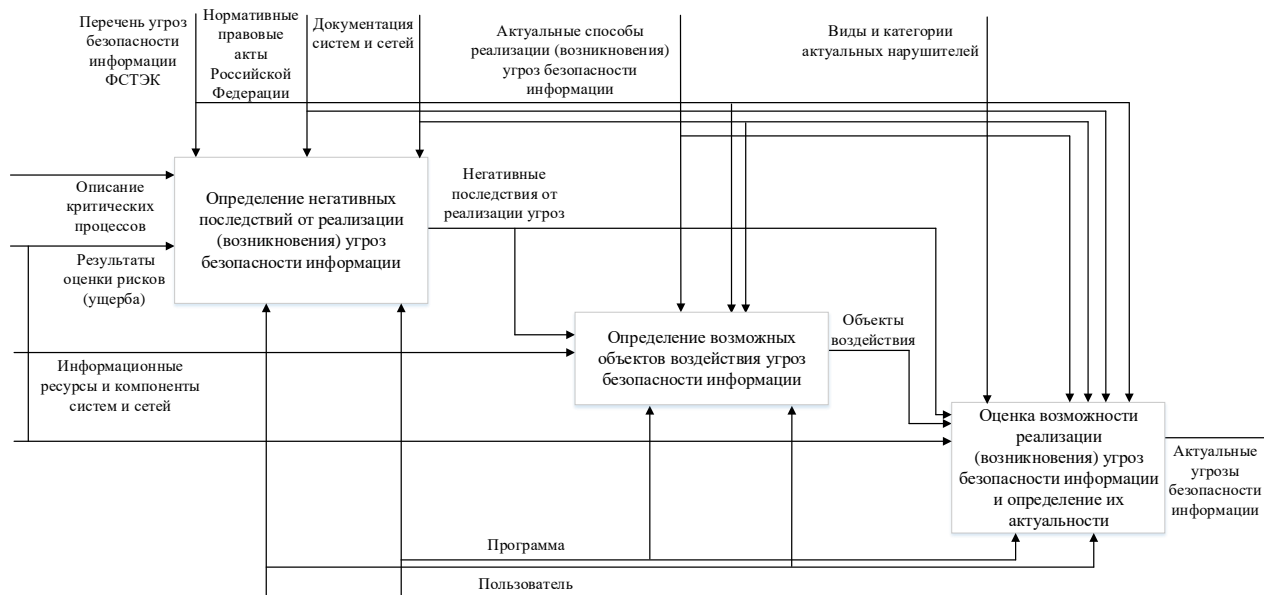 Перечень угроз
безопасности
информации
ФСТЭК
Нормативные
правовые
акты
Российской
Федерации
Документация
систем и сетей
Актуальные способы
реализации (возникновения)
угроз безопасности
информации
Виды и категории
актуальных нарушителей
Описание
критических
процессов
Результаты
оценки рисков
(ущерба)
Определение негативных
последствий от реализации
(возникновения) угроз
безопасности информации
Негативные
последствия от
реализации угроз
Информационные
ресурсы и компоненты
систем и сетей
Определение возможных
объектов воздействия угроз
безопасности информации
Объекты
воздействия
Оценка возможности
реализации
(возникновения) угроз
безопасности информации
и определение их
актуальности
Актуальные
угрозы
безопасности
информации
Программа
Пользователь